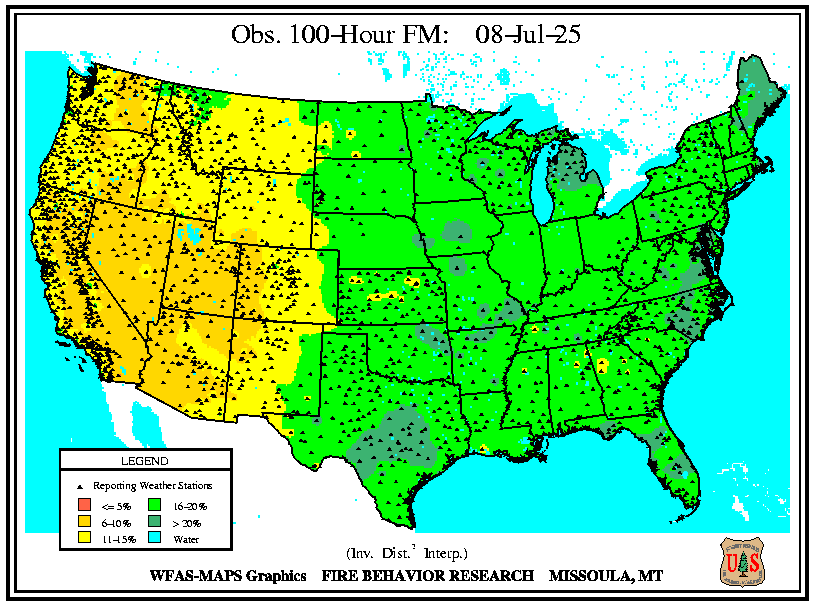 Obs. 100-Hour FM: 08-Jul-25
LEGEND
Reporting Weather Stations
<= 5% 16-20%
6-10% > 20%
11-15% Water
(Inv. Dist.² Interp.)
WFAS-MAPS Graphics FIRE BEHAVIOR RESEARCH MISSOULA, MT
U S